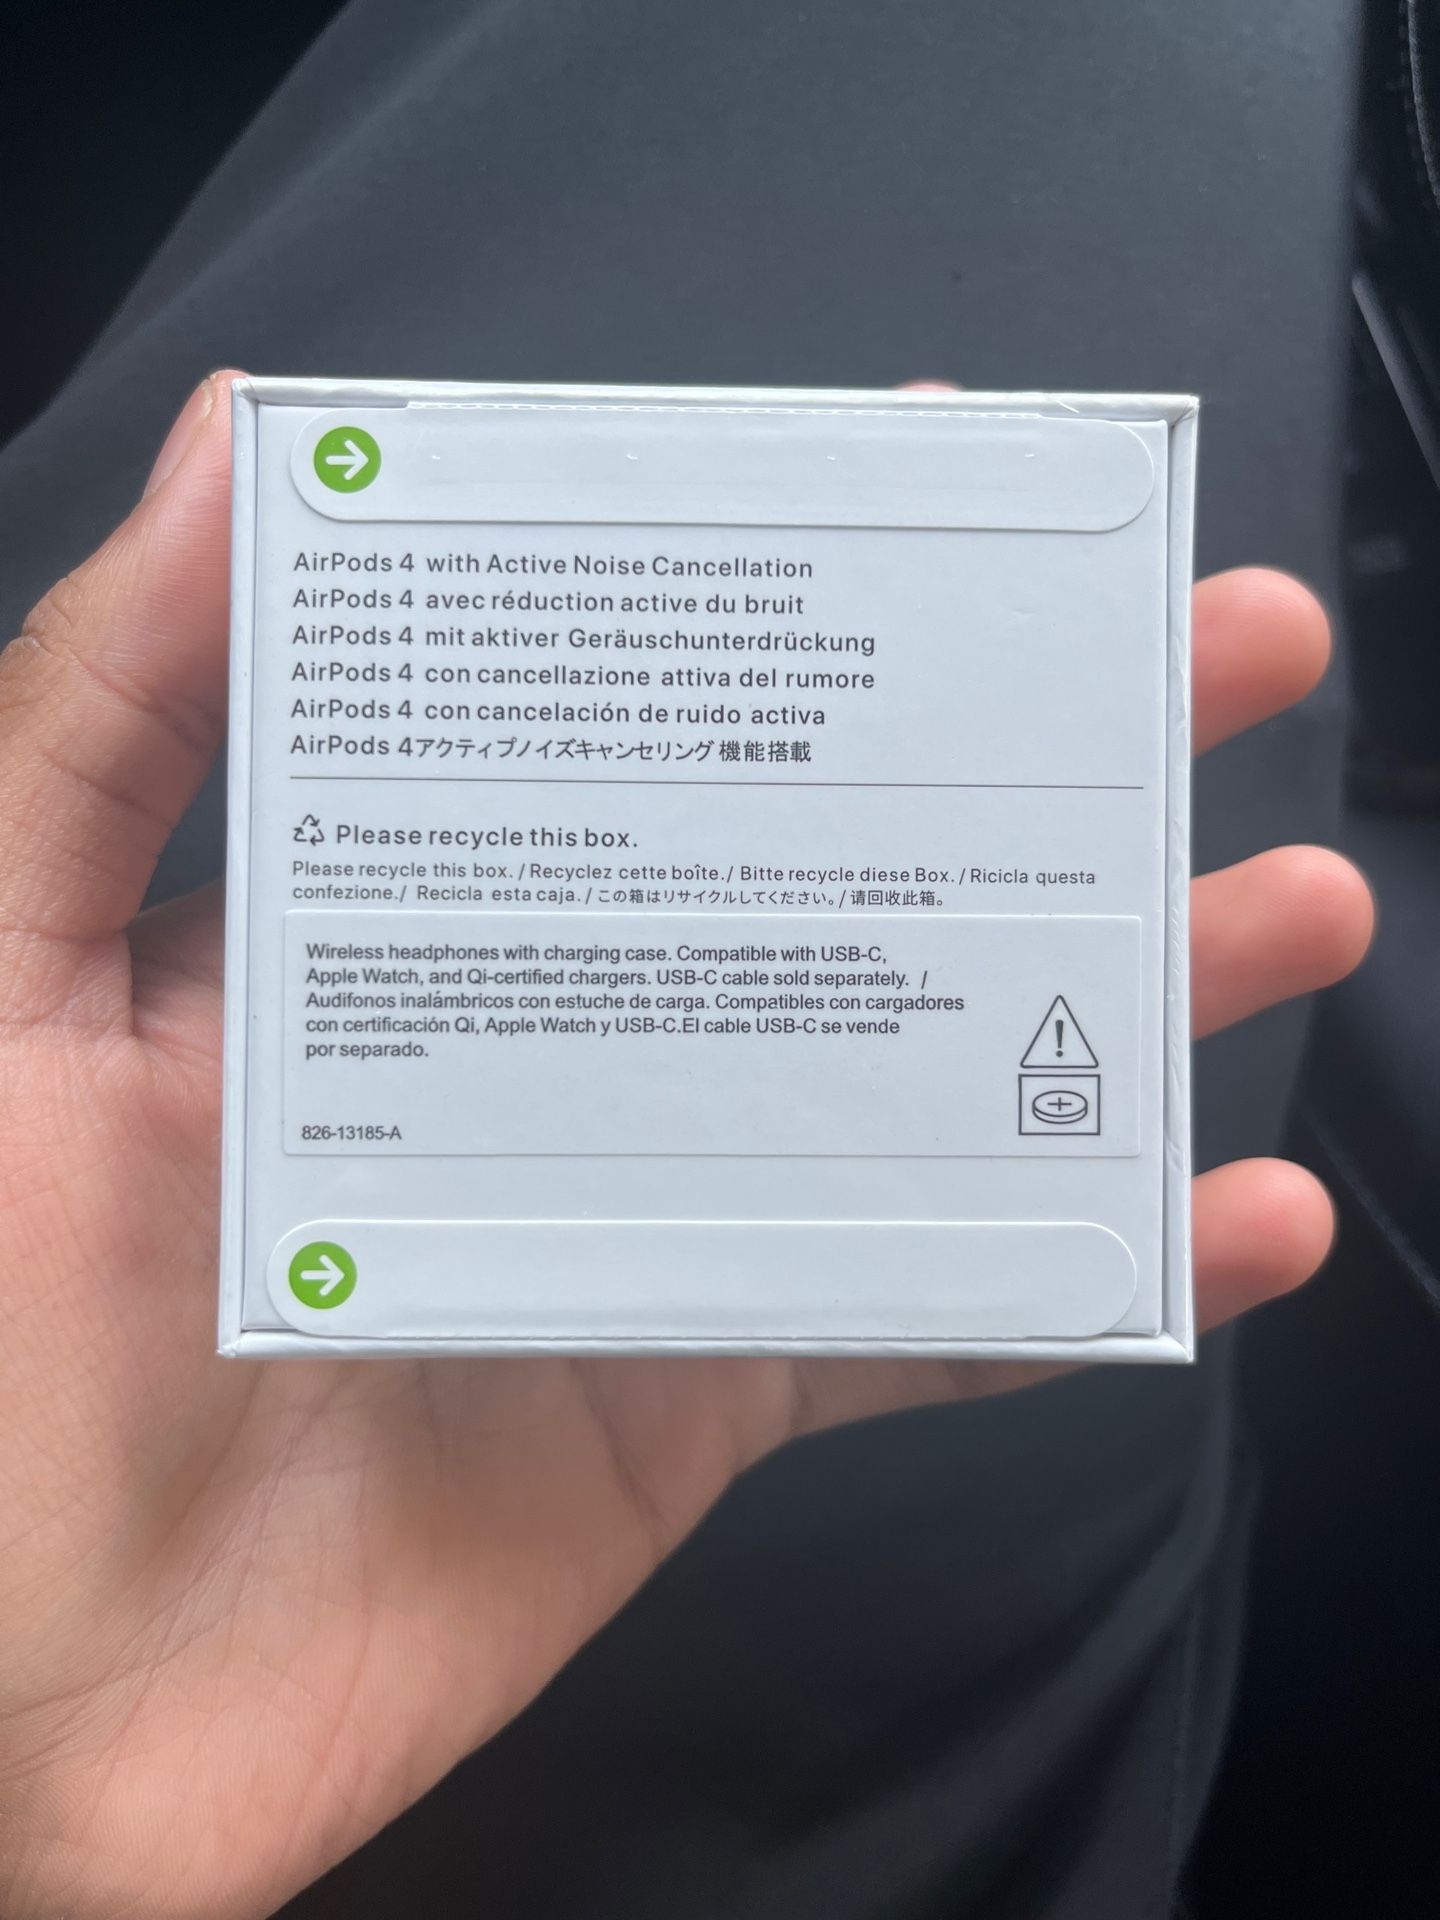 AirPods 4 with Active Noise Cancellation
AirPods 4 avec réduction active du bruit
AirPods 4 mit aktiver Geräuschunterdrückung
AirPods 4 con cancellazione attiva del rumore
AirPods 4 con cancelación de ruido activa
AirPods 4アクティブノイズキャンセリング 機能搭載
Please recycle this box.
Please recycle this box. / Recyclez cette boîte. / Bitte recycle diese Box. / Ricicla questa
confezione. / Recicla esta caja. / この箱はリサイクルしてください。/ 请回收此箱。
Wireless headphones with charging case. Compatible with USB-C,
Apple Watch, and Qi-certified chargers. USB-C cable sold separately. /
Audifonos inalámbricos con estuche de carga. Compatibles con cargadores
con certificación Qi, Apple Watch y USB-C.El cable USB-C se vende
por separado.
826-13185-A